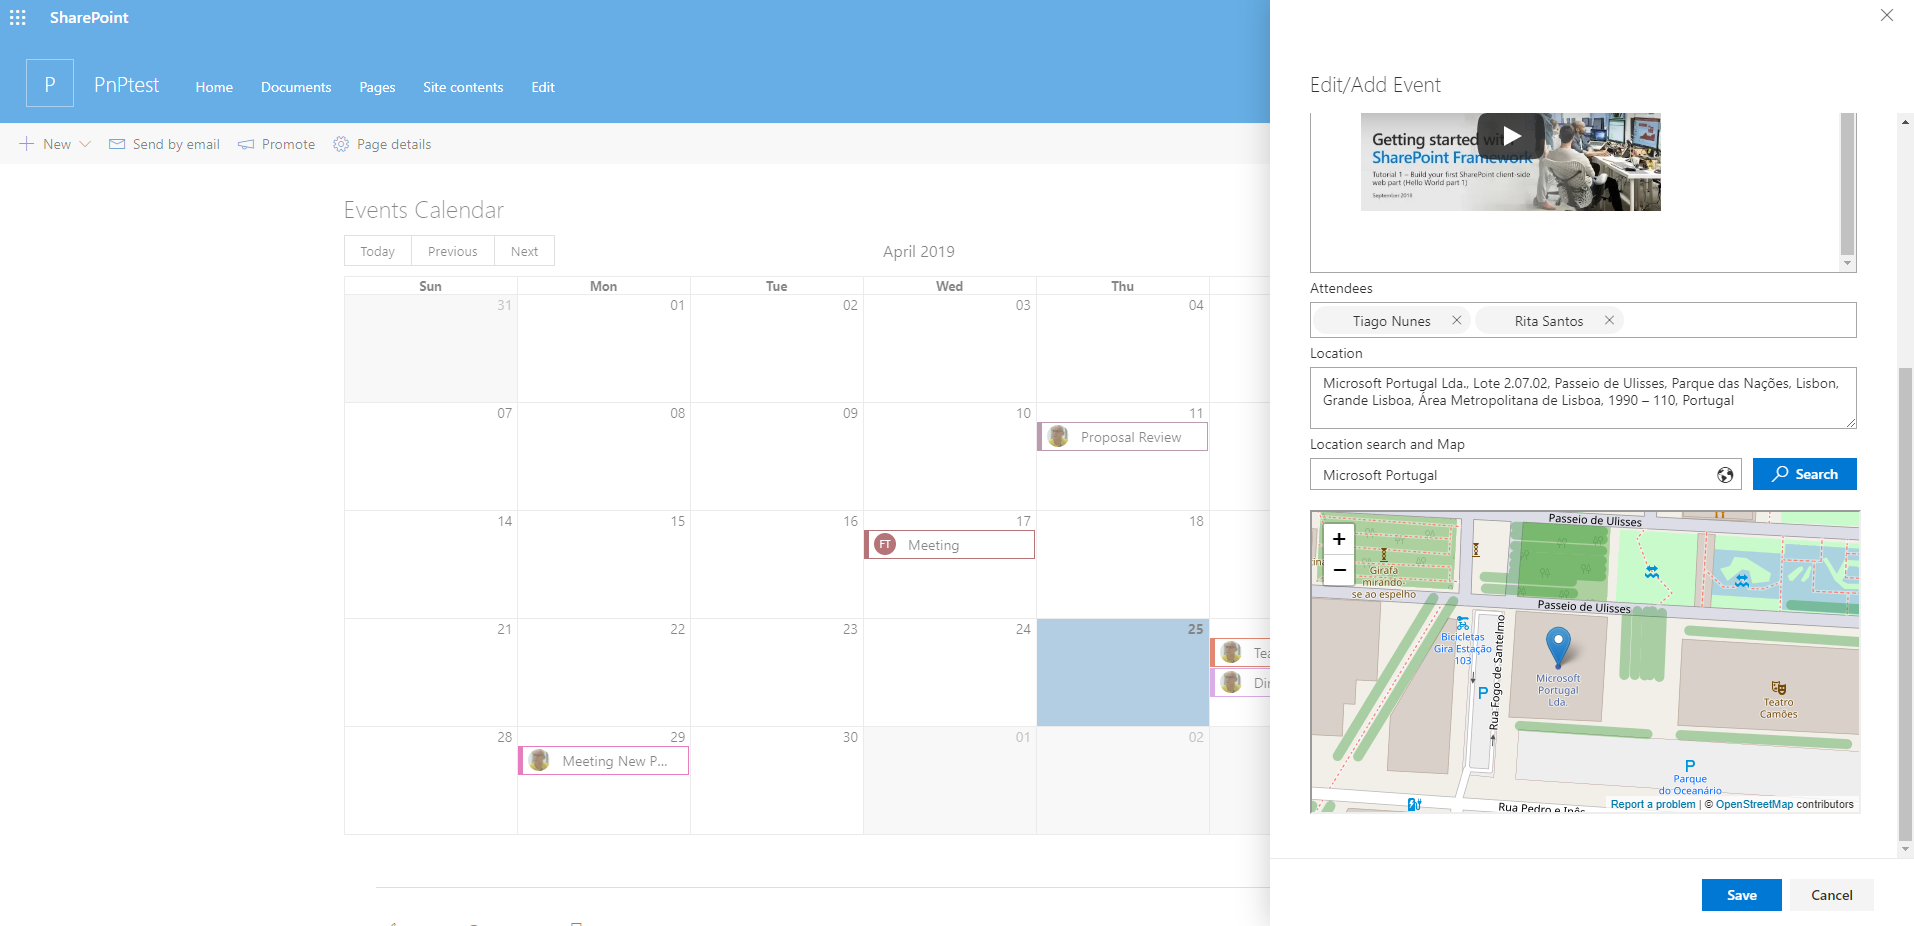 SharePoint
P
PnPtest
Home
Documents
Pages
Site contents
Edit
New
Send by email
Promote
Page details
Events Calendar
Today
Previous
Next
April 2019
Sun
Mon
Tue
Wed
Thu
31
01
02
03
04
07
08
09
10
11
Proposal Review
14
15
16
17
18
FT
Meeting
21
22
23
24
25
Tea
Din
28
29
30
01
02
Meeting New P...
Edit/Add Event
Getting started with
SharePoint Framework
Tutorial 1 – Build your first SharePoint client-side
web part (Hello World part 1)
September 2016
Attendees
Tiago Nunes
Rita Santos
Location
Microsoft Portugal Lda., Lote 2.07.02, Passeio de Ulisses, Parque das Nações, Lisbon,
Grande Lisboa, Área Metropolitana de Lisboa, 1990 – 110, Portugal
Location search and Map
Microsoft Portugal
Search
+
−
Passeio de Ulisses
Girafa
mirando-
se ao espelho
Passeio de Ulisses
Bicicletas
Gira Estação
103
P
Rua Fogo de Santelmo
Microsoft
Portugal
Lda.
Teatro
Camões
P
Parque
do Oceanário
Rua Pedro e Inês
Report a problem | © OpenStreetMap contributors
Save
Cancel